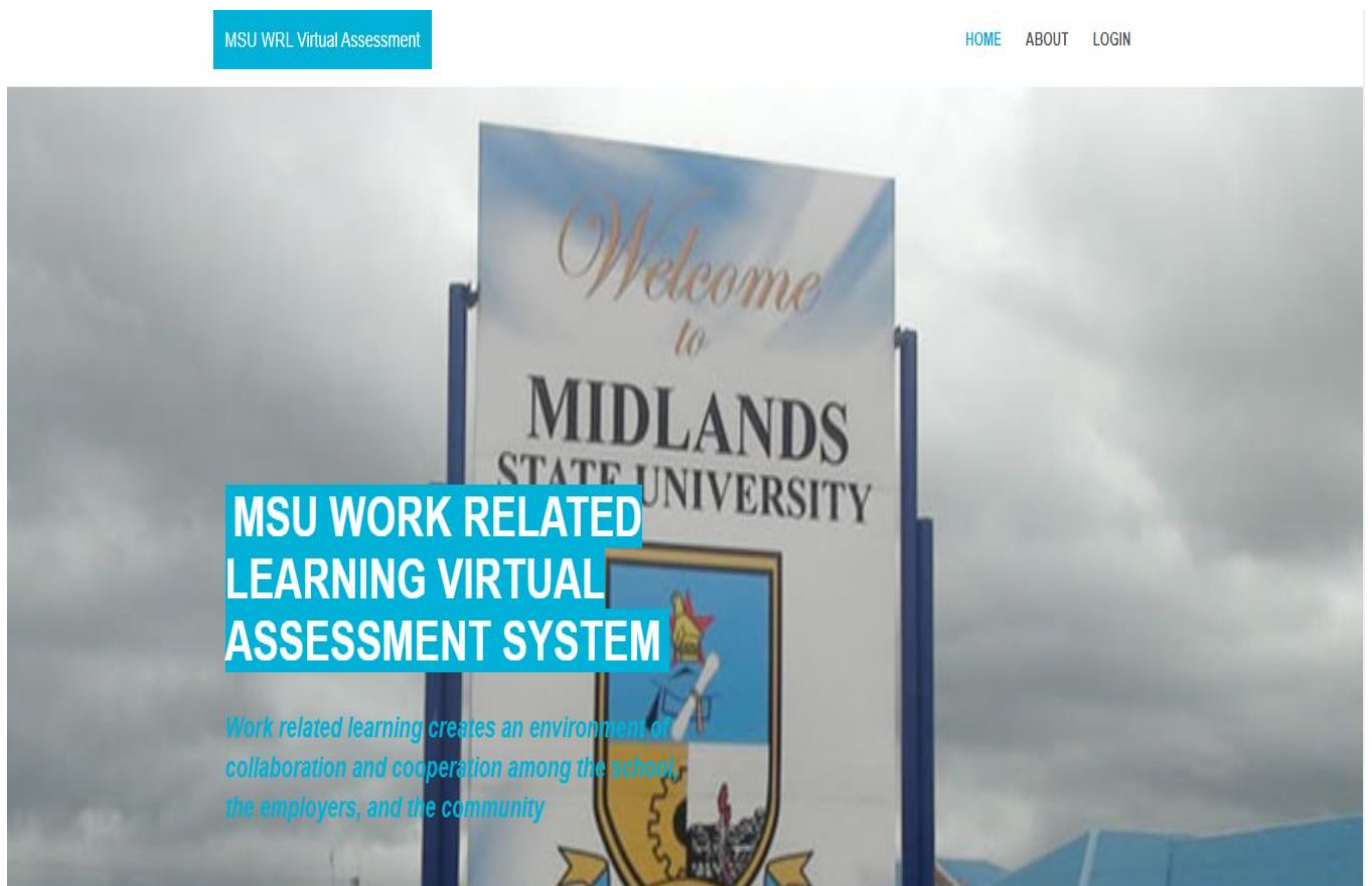 MSU WRL Virtual Assessment
HOME ABOUT LOGIN
Welcome
to
MIDLANDS
STATE UNIVERSITY
MSU WORK RELATED
LEARNING VIRTUAL
ASSESSMENT SYSTEM
Work related learning creates an environment of
collaboration and cooperation among the school,
the employers, and the community